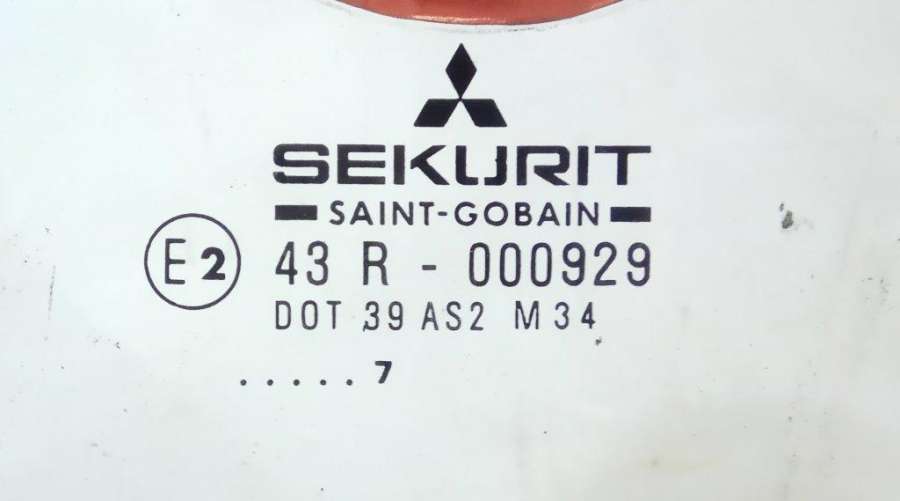 SEKURIT
SAINT-GOBAIN
E2 43 R - 000929
DOT 39 AS2 M34
.....7